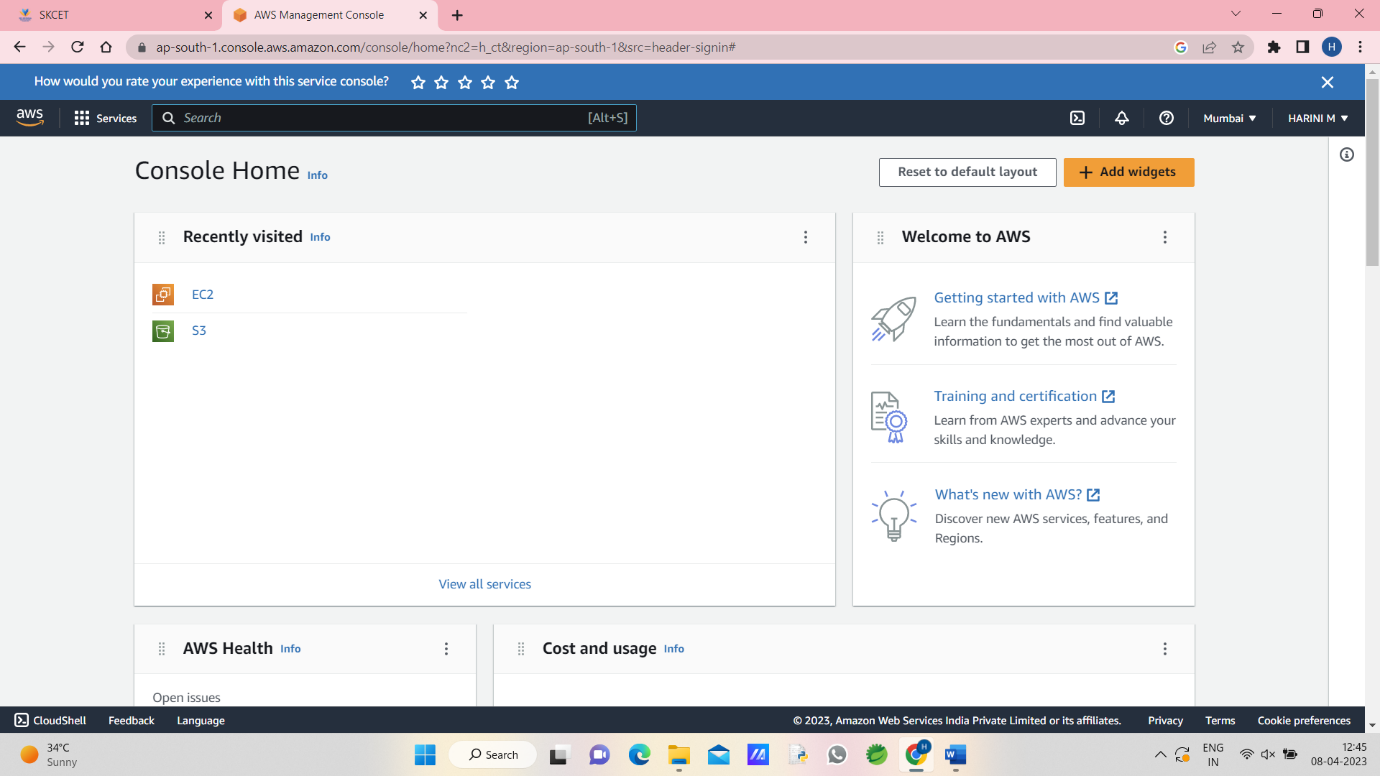 SKCET
AWS Management Console
ap-south-1.console.aws.amazon.com/console/home?nc2=h_ct&region=ap-south-1&src=header-signin#
H
How would you rate your experience with this service console?
aws
Services
Search
[Alt+S]
Mumbai
HARINI M
Console Home Info
Reset to default layout
Add widgets
Recently visited Info
EC2
S3
View all services
Welcome to AWS
Getting started with AWS
Learn the fundamentals and find valuable
information to get the most out of AWS.
Training and certification
Learn from AWS experts and advance your
skills and knowledge.
What's new with AWS?
Discover new AWS services, features, and
Regions.
AWS Health Info
Open issues
Cost and usage Info
CloudShell
Feedback
Language
© 2023, Amazon Web Services India Private Limited or its affiliates.
Privacy
Terms
Cookie preferences
34°C
Sunny
Search
H
W
ENG
IN
12:45
08-04-2023